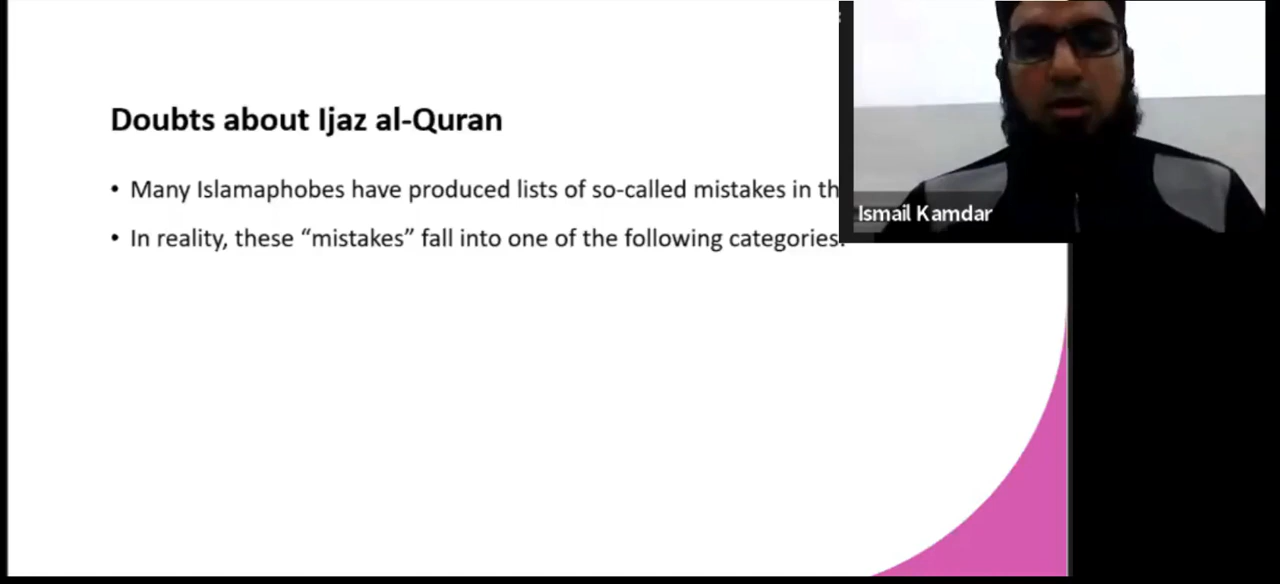 Doubts about Ijaz al-Quran
• Many Islamaphobes have produced lists of so-called mistakes in th
• In reality, these “mistakes” fall into one of the following categories:
Ismail Kamdar